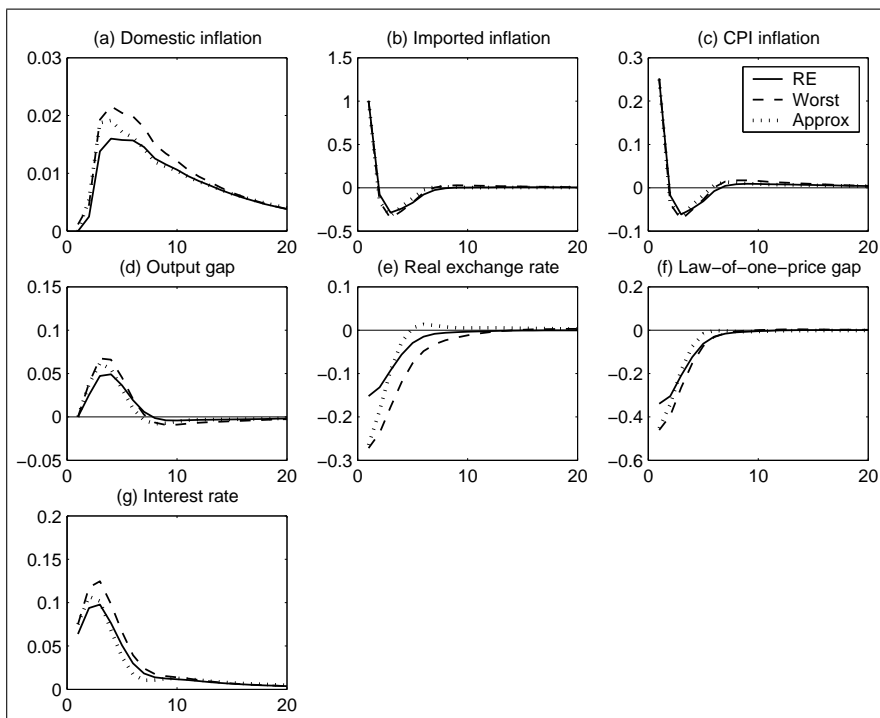 (a) Domestic inflation
0.03
0.02
0.01
0
0 10 20
(b) Imported inflation
1.5
1
0.5
0
−0.5
0 10 20
(c) CPI inflation
0.3
0.2
0.1
0
−0.1
0 10 20
RE
Worst
Approx
(d) Output gap
0.15
0.1
0.05
0
−0.05
0 10 20
(e) Real exchange rate
0.1
0
−0.1
−0.2
−0.3
0 10 20
(f) Law−of−one−price gap
0.2
0
−0.2
−0.4
−0.6
0 10 20
(g) Interest rate
0.2
0.15
0.1
0.05
0
0 10 20